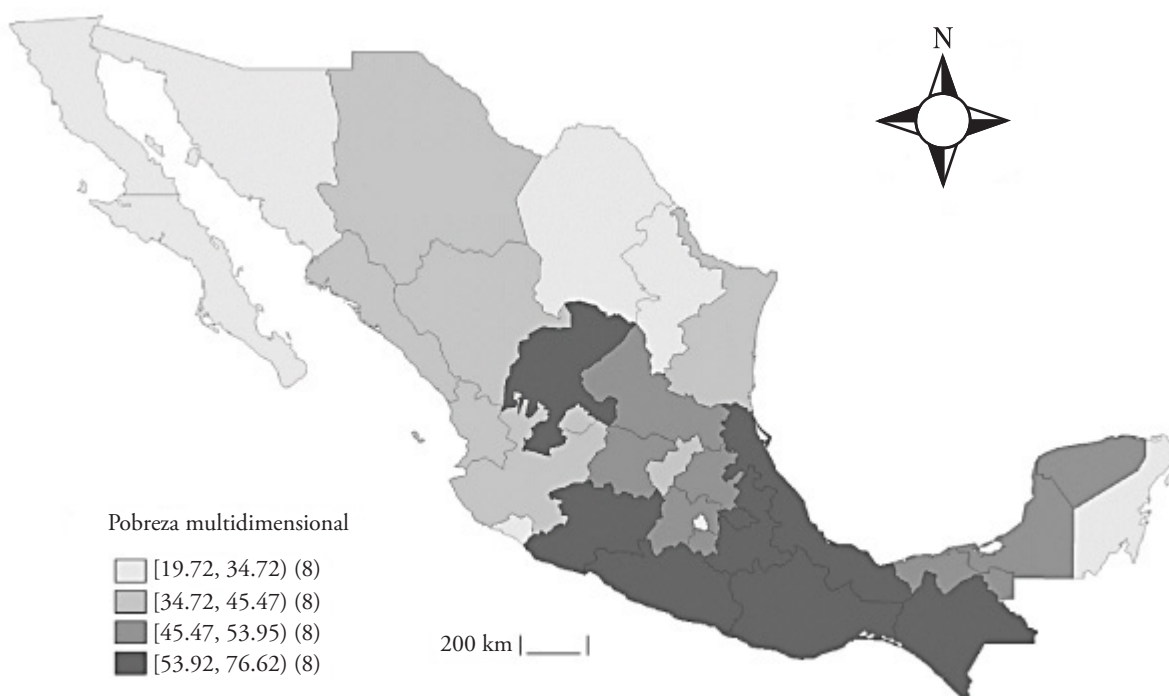 N
Pobreza multidimensional
[19.72, 34.72) (8)
[34.72, 45.47) (8)
[45.47, 53.95) (8)
[53.92, 76.62) (8)
200 km